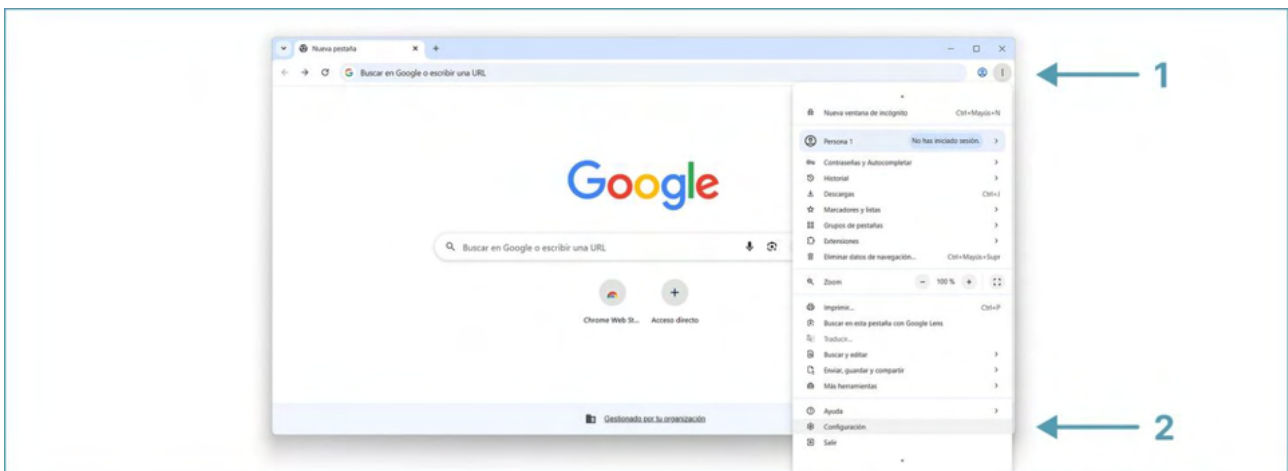 Nueva pestaña
Buscar en Google o escribir una URL
1
Nueva ventana de incógnito Ctrl+Mayús+N
Persona 1 No has iniciado sesión.
Contraseñas y Autocompletar
Historial
Descargas Ctrl+J
Marcadores y listas
Grupos de pestañas
Extensiones
Eliminar datos de navegación... Ctrl+Mayús+Supr
Zoom - 100 % +
Imprimir... Ctrl+P
Buscar en esta pestaña con Google Lens
Traducir...
Buscar y editar
Enviar, guardar y compartir
Más herramientas
Ayuda
Configuración
Salir
2
Google
Buscar en Google o escribir una URL
Chrome Web St... Acceso directo
Gestionado por tu organización